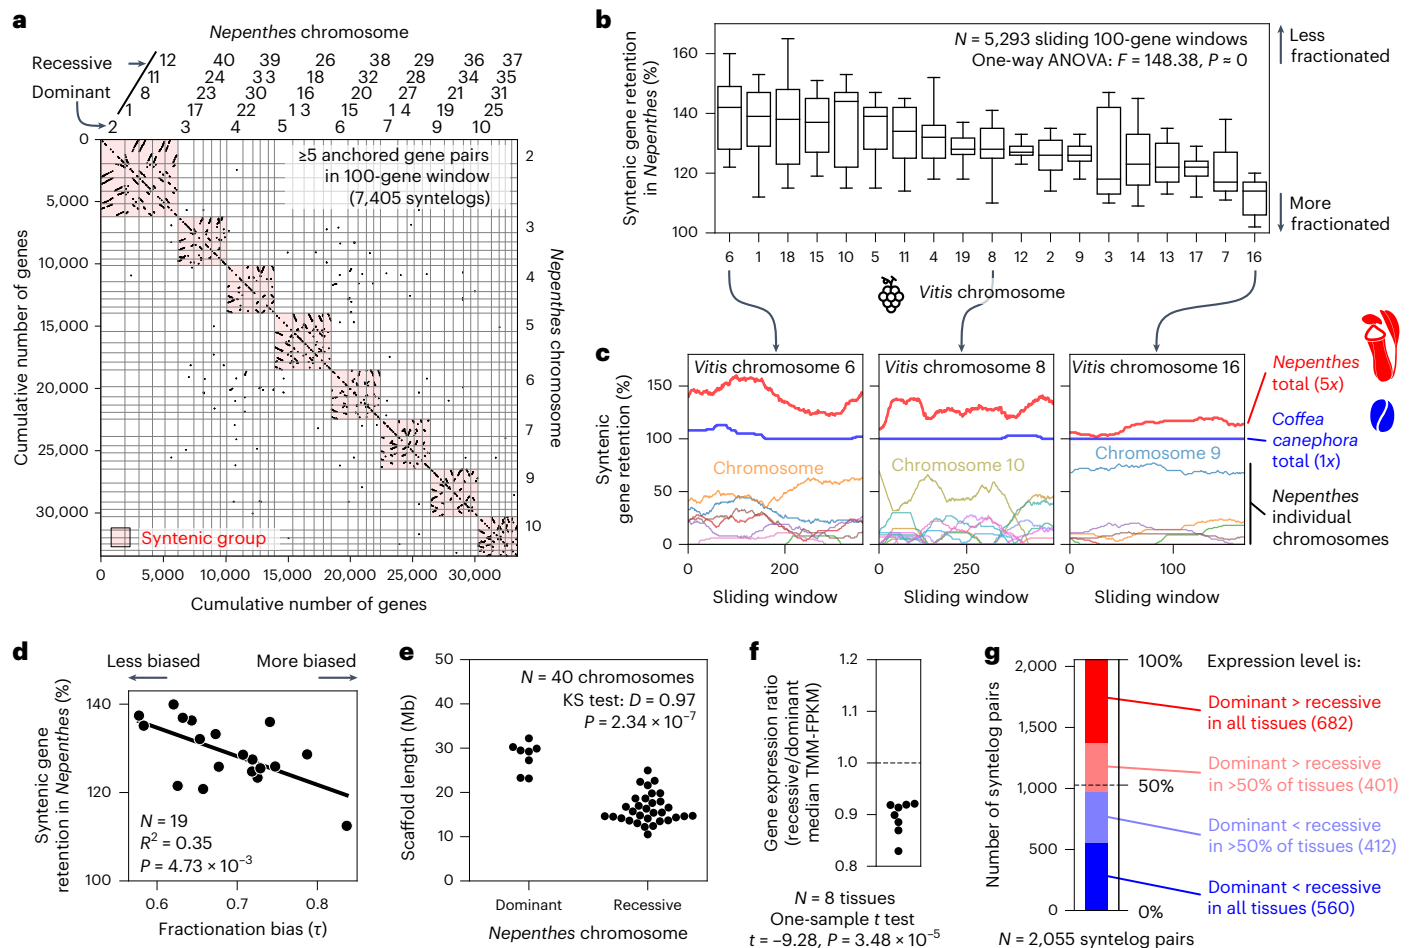 a
Nepenthes chromosome
Recessive
Dominant
12 40 39 26 38 29 36 37
11 24 33 18 32 28 34 35
8 23 30 16 20 27 21 31
1 17 22 13 15 14 19 25
2 3 4 5 6 7 9 10
≥5 anchored gene pairs
in 100-gene window
(7,405 syntelogs)
Cumulative number of genes
0
5,000
10,000
15,000
20,000
25,000
30,000
2
3
4
5
6
7
9
10
Nepenthes chromosome
Syntenic group
0 5,000 10,000 15,000 20,000 25,000 30,000
Cumulative number of genes
b
Syntenic gene retention
in Nepenthes (%)
160
140
120
100
N = 5,293 sliding 100-gene windows
One-way ANOVA: F = 148.38, P ≈ 0
Less
fractionated
More
fractionated
6 1 18 15 10 5 11 4 19 8 12 2 9 3 14 13 17 7 16
Vitis chromosome
c
Syntenic
gene retention (%)
150
100
50
0
Vitis chromosome 6
Chromosome
0 200
Sliding window
Vitis chromosome 8
Chromosome 10
0 250
Sliding window
Vitis chromosome 16
Chromosome 9
0 100
Sliding window
Nepenthes
total (5x)
Coffea
canephora
total (1x)
Nepenthes
individual
chromosomes
d
Less biased More biased
Syntenic gene
retention in Nepenthes (%)
140
120
100
N = 19
R2 = 0.35
P = 4.73 × 10−3
0.6 0.7 0.8
Fractionation bias (τ)
e
Scaffold length (Mb)
50
40
30
20
10
0
N = 40 chromosomes
KS test: D = 0.97
P = 2.34 × 10−7
Dominant Recessive
Nepenthes chromosome
f
Gene expression ratio
(recessive/dominant
median TMM-FPKM)
1.2
1.1
1.0
0.9
0.8
N = 8 tissues
One-sample t test
t = −9.28, P = 3.48 × 10−5
g
Number of syntelog pairs
2,000
1,500
1,000
500
0
100%
50%
0%
Expression level is:
Dominant > recessive
in all tissues (682)
Dominant > recessive
in >50% of tissues (401)
Dominant < recessive
in >50% of tissues (412)
Dominant < recessive
in all tissues (560)
N = 2,055 syntelog pairs